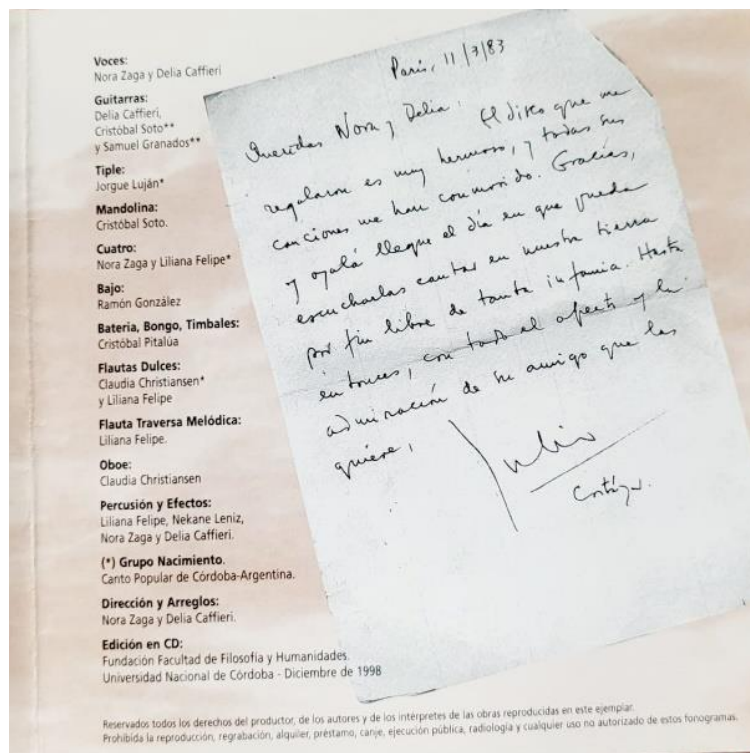 Voces:
Nora Zaga y Delia Caffieri
Guitarras:
Delia Caffieri,
Cristóbal Soto**
y Samuel Granados**
Tiple:
Jorgue Luján*
Mandolina:
Cristóbal Soto.
Cuatro:
Nora Zaga y Liliana Felipe*
Bajo:
Ramón González
Bateria, Bongo, Timbales:
Cristóbal Pitalúa
Flautas Dulces:
Claudia Christiansen*
y Liliana Felipe
Flauta Traversa Melódica:
Liliana Felipe.
Oboe:
Claudia Christiansen
Percusión y Efectos:
Liliana Felipe, Nekane Leniz,
Nora Zaga y Delia Caffieri.
(*) Grupo Nacimiento.
Canto Popular de Córdoba-Argentina.
Dirección y Arreglos:
Nora Zaga y Delia Caffieri.
Edición en CD:
Fundación Facultad de Filosofía y Humanidades.
Universidad Nacional de Córdoba - Diciembre de 1998
París, 11/7/83
Queridas Nora y Delia:
El disco que me
regalaron es muy hermoso, y todas sus
canciones me han conmovido. Gracias,
y ojalá llegue el día en que pueda
escucharlas cantar en nuestra tierra
por fin libre de tanta infamia. Hasta
entonces, con todo el afecto y la
admiración de su amigo que las
quiere,
Julio
Cortázar.
Reservados todos los derechos del productor, de los autores y de los intérpretes de las obras reproducidas en este ejemplar.
Prohibida la reproducción, regrabación, alquiler, préstamo, canje, ejecución pública, radiología y cualquier uso no autorizado de estos fonogramas.